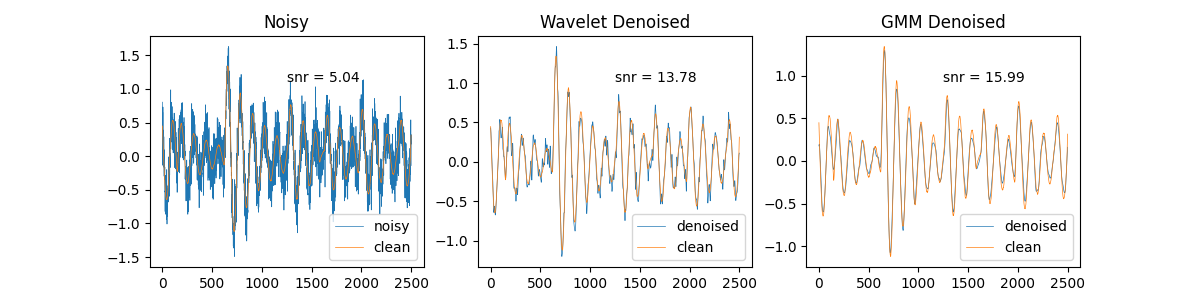 Noisy
1.5
1.0
0.5
0.0
−0.5
−1.0
−1.5
snr = 5.04
noisy
clean
0 500 1000 1500 2000 2500
Wavelet Denoised
1.5
1.0
0.5
0.0
−0.5
−1.0
snr = 13.78
denoised
clean
0 500 1000 1500 2000 2500
GMM Denoised
1.0
0.5
0.0
−0.5
−1.0
snr = 15.99
denoised
clean
0 500 1000 1500 2000 2500